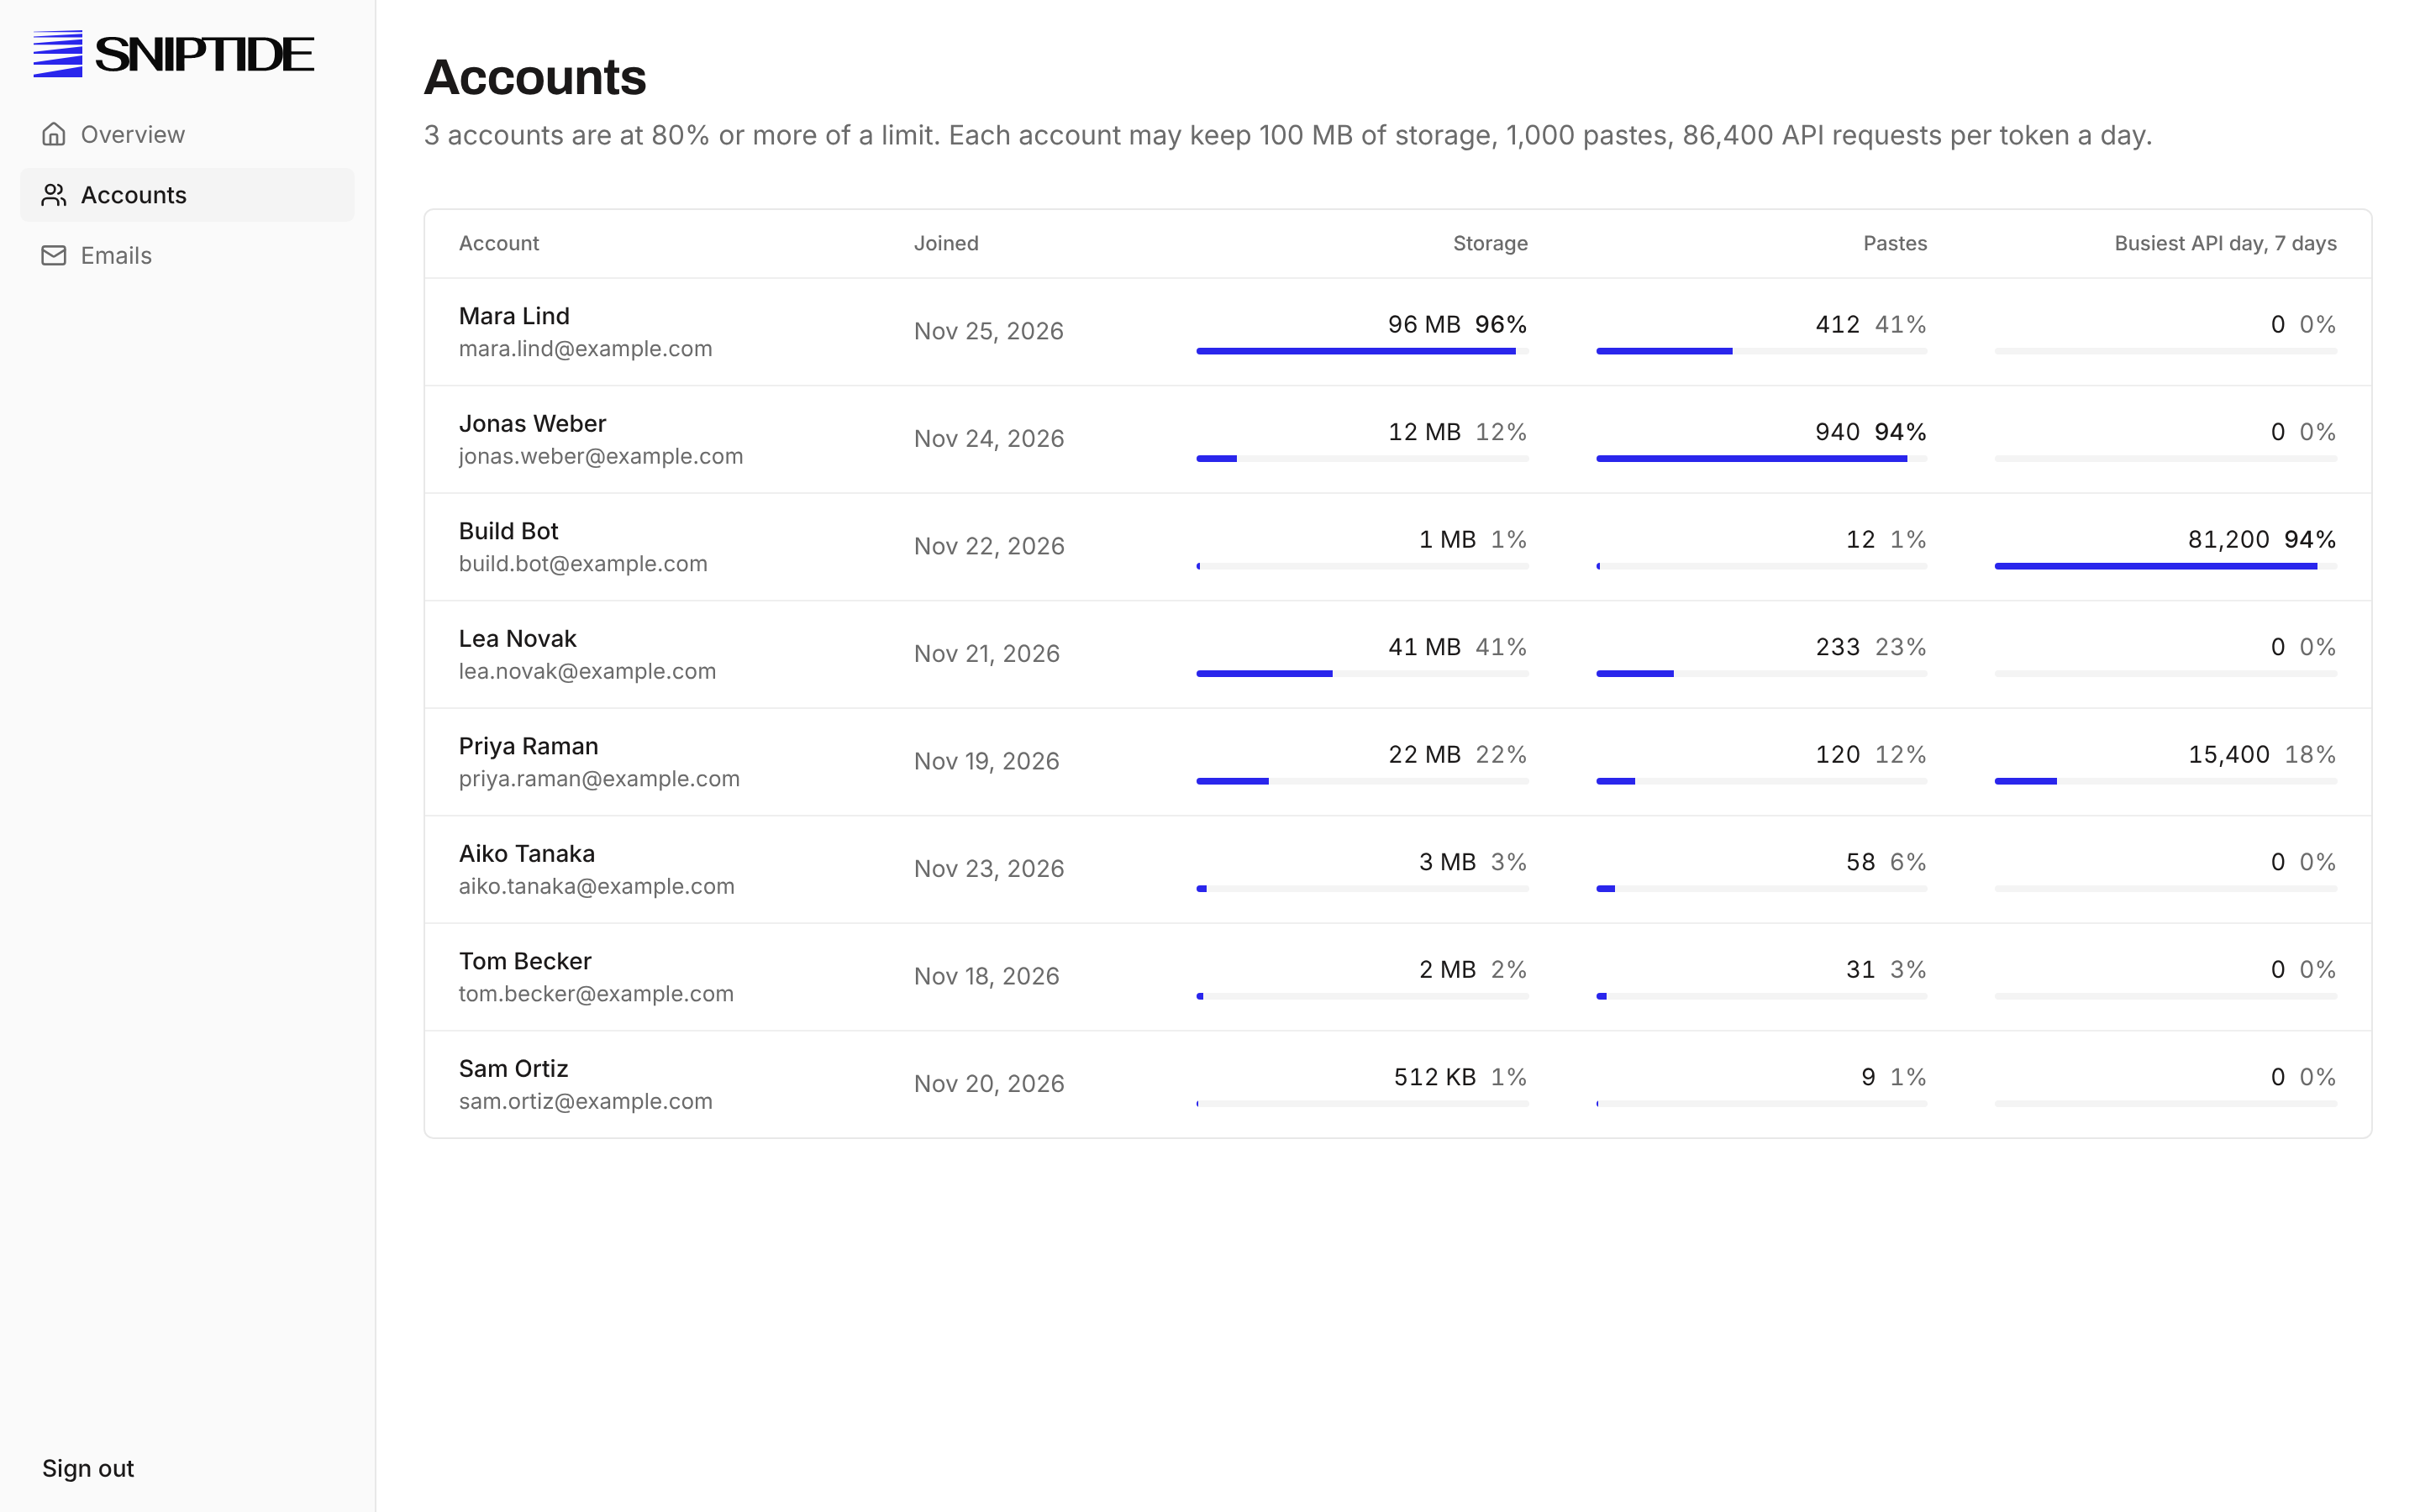 SNIPTIDE
Overview
Accounts
Emails
Sign out
Accounts
3 accounts are at 80% or more of a limit. Each account may keep 100 MB of storage, 1,000 pastes, 86,400 API requests per token a day.
Account Joined Storage Pastes Busiest API day, 7 days
Mara Lind
mara.lind@example.com
Nov 25, 2026
96 MB 96%
412 41%
0 0%
Jonas Weber
jonas.weber@example.com
Nov 24, 2026
12 MB 12%
940 94%
0 0%
Build Bot
build.bot@example.com
Nov 22, 2026
1 MB 1%
12 1%
81,200 94%
Lea Novak
lea.novak@example.com
Nov 21, 2026
41 MB 41%
233 23%
0 0%
Priya Raman
priya.raman@example.com
Nov 19, 2026
22 MB 22%
120 12%
15,400 18%
Aiko Tanaka
aiko.tanaka@example.com
Nov 23, 2026
3 MB 3%
58 6%
0 0%
Tom Becker
tom.becker@example.com
Nov 18, 2026
2 MB 2%
31 3%
0 0%
Sam Ortiz
sam.ortiz@example.com
Nov 20, 2026
512 KB 1%
9 1%
0 0%